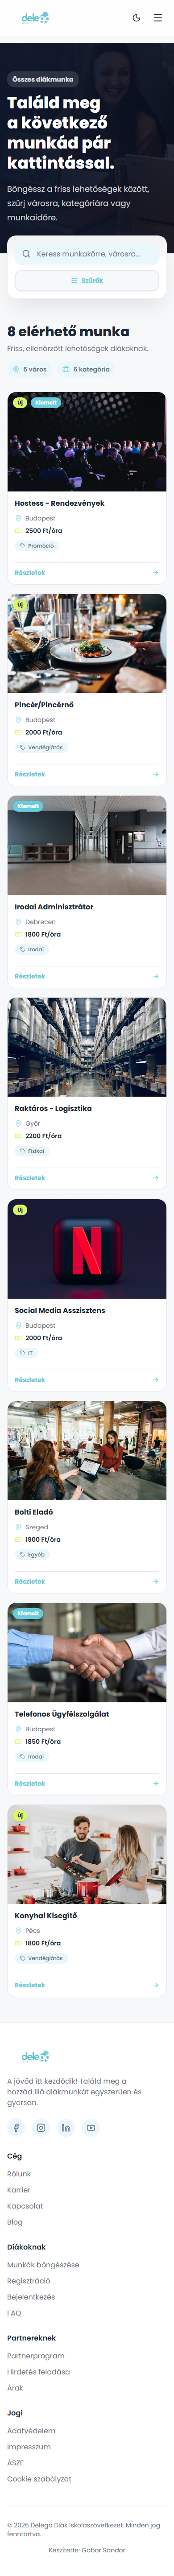 dele
Összes diákmunka
Találd meg
a következő
munkád pár
kattintással.
Böngéssz a friss lehetőségek között,
szűrj városra, kategóriára vagy
munkaidőre.
Keress munkakörre, városra...
Szűrők
8 elérhető munka
Friss, ellenőrzött lehetőségek diákoknak.
5 város
6 kategória
Új
Kiemelt
Hostess - Rendezvények
Budapest
2500 Ft/óra
Promóció
Részletek
Új
Pincér/Pincérnő
Budapest
2000 Ft/óra
Vendéglátás
Részletek
Kiemelt
Irodai Adminisztrátor
Debrecen
1800 Ft/óra
Irodai
Részletek
Raktáros - Logisztika
Győr
2200 Ft/óra
Fizikai
Részletek
Új
N
Social Media Asszisztens
Budapest
2000 Ft/óra
IT
Részletek
Bolti Eladó
Szeged
1900 Ft/óra
Egyéb
Részletek
Kiemelt
Telefonos Ügyfélszolgálat
Budapest
1850 Ft/óra
Irodai
Részletek
Új
Konyhai Kisegítő
Pécs
1800 Ft/óra
Vendéglátás
Részletek
dele
A jövőd itt kezdődik! Találd meg a
hozzád illő diákmunkát egyszerűen és
gyorsan.
Cég
Rólunk
Karrier
Kapcsolat
Blog
Diákoknak
Munkák böngészése
Regisztráció
Bejelentkezés
FAQ
Partnereknek
Partnerprogram
Hirdetés feladása
Árak
Jogi
Adatvédelem
Impresszum
ÁSZF
Cookie szabályzat
© 2026 Delego Diák Iskolaszövetkezet. Minden jog
fenntartva.
Készítette: Gábor Sándor